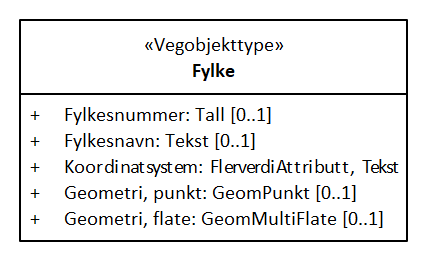 «Vegobjekttype»
Fylke
+ Fylkesnummer: Tall [0..1]
+ Fylkesnavn: Tekst [0..1]
+ Koordinatsystem: FlerverdiAttributt, Tekst
+ Geometri, punkt: GeomPunkt [0..1]
+ Geometri, flate: GeomMultiFlate [0..1]